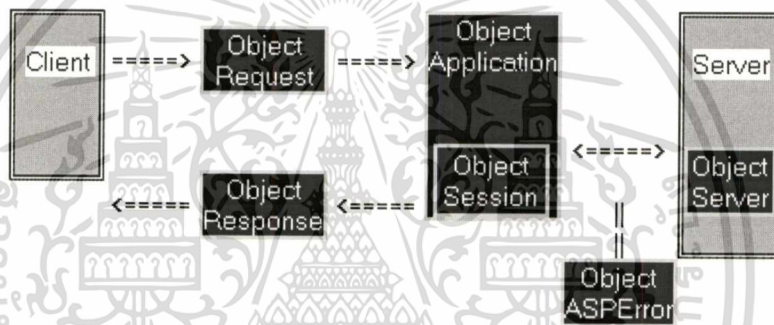 Client
=====>
Object
Request
=====>
Object
Application
Server
Object
Session
<====>
Object
Server
<=====
Object
Response
<=====
Object
ASPError